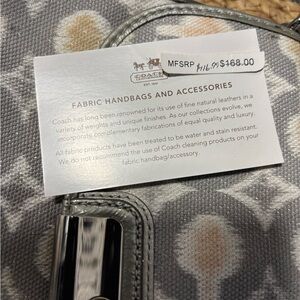 COACH
EST. 1941
MFSRP $168.00
FABRIC HANDBAGS AND ACCESSORIES
Coach has long been renowned for its use of fine natural leathers in a
variety of weights and unique finishes. As our collections evolve, we
incorporate complementary fabrications of equal quality and luxury.
All fabric products have been treated to be water and stain resistant.
We do not recommend the use of Coach cleaning products on your
fabric handbag/accessory.